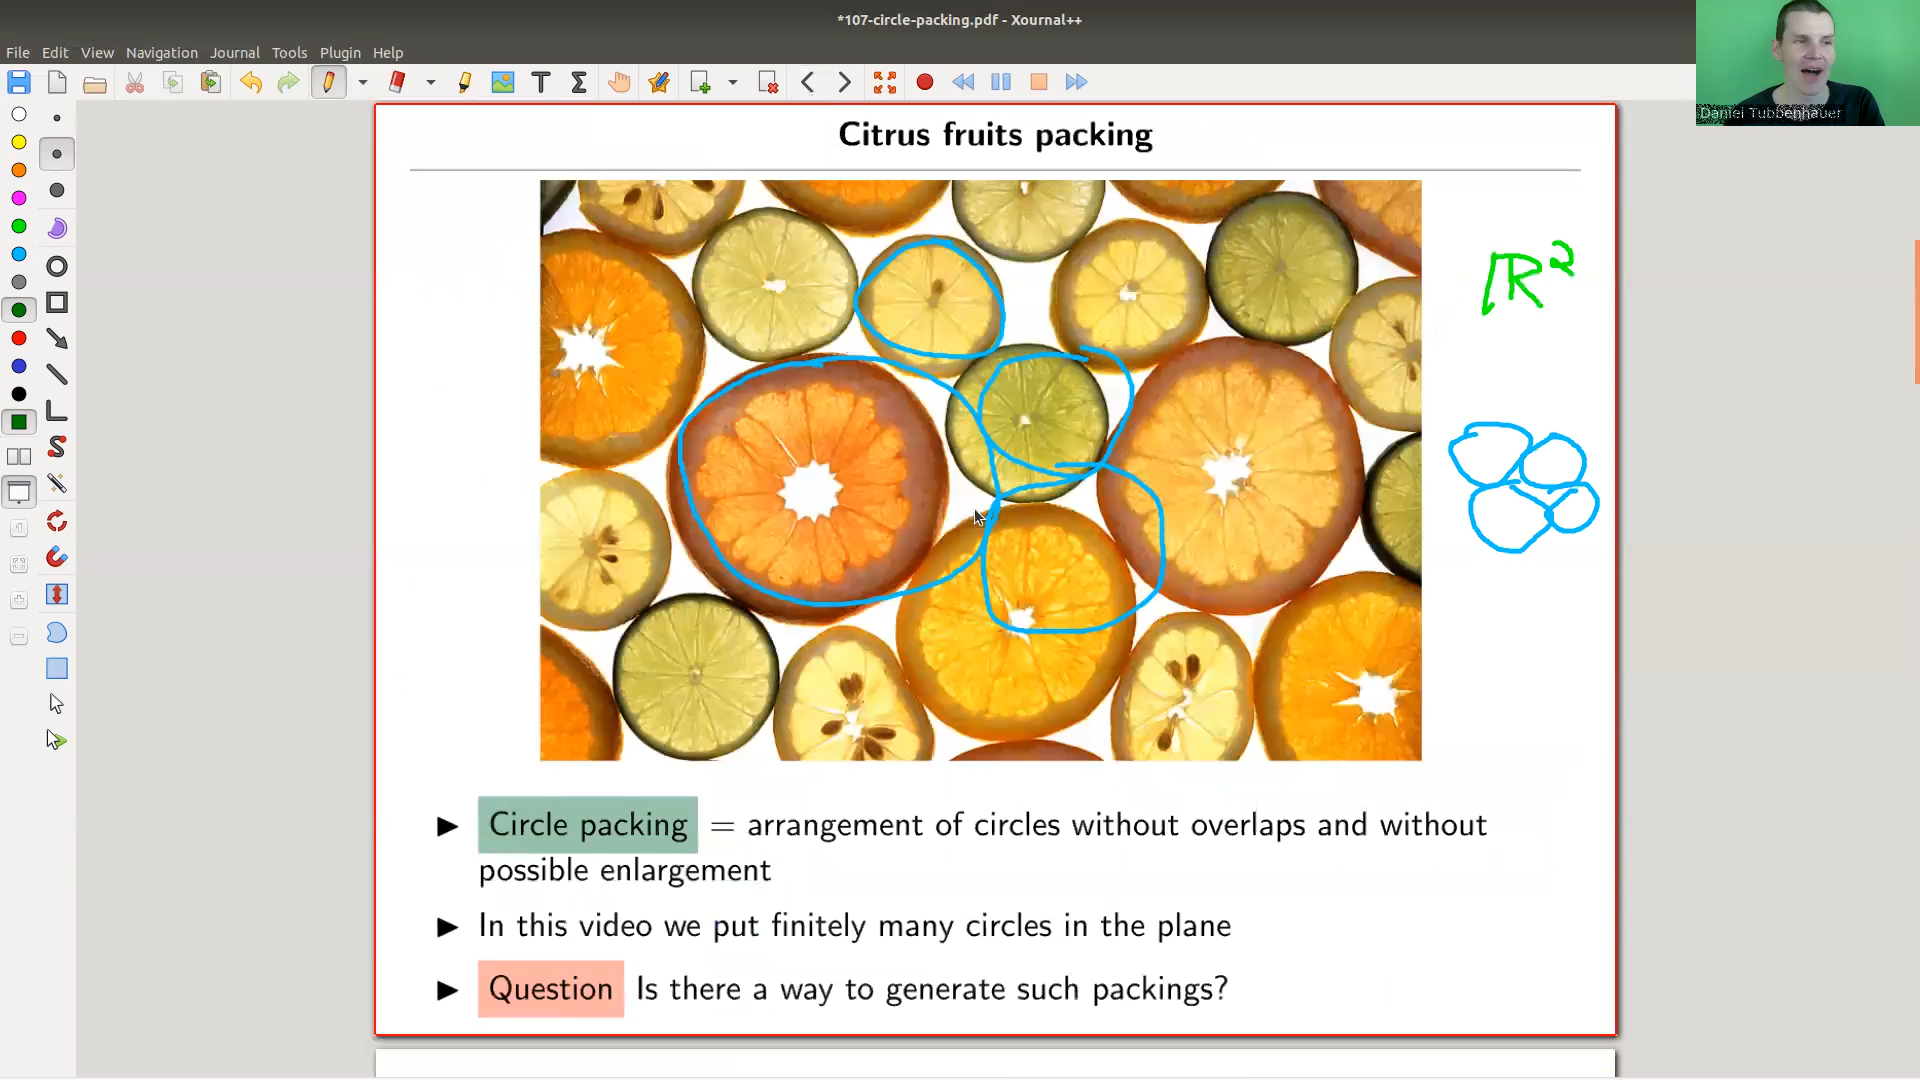 *107-circle-packing.pdf - Xournal++
File Edit View Navigation Journal Tools Plugin Help
Daniel Tubbenhauer
Citrus fruits packing
ℝ²
▶ Circle packing = arrangement of circles without overlaps and without
possible enlargement
▶ In this video we put finitely many circles in the plane
▶ Question Is there a way to generate such packings?